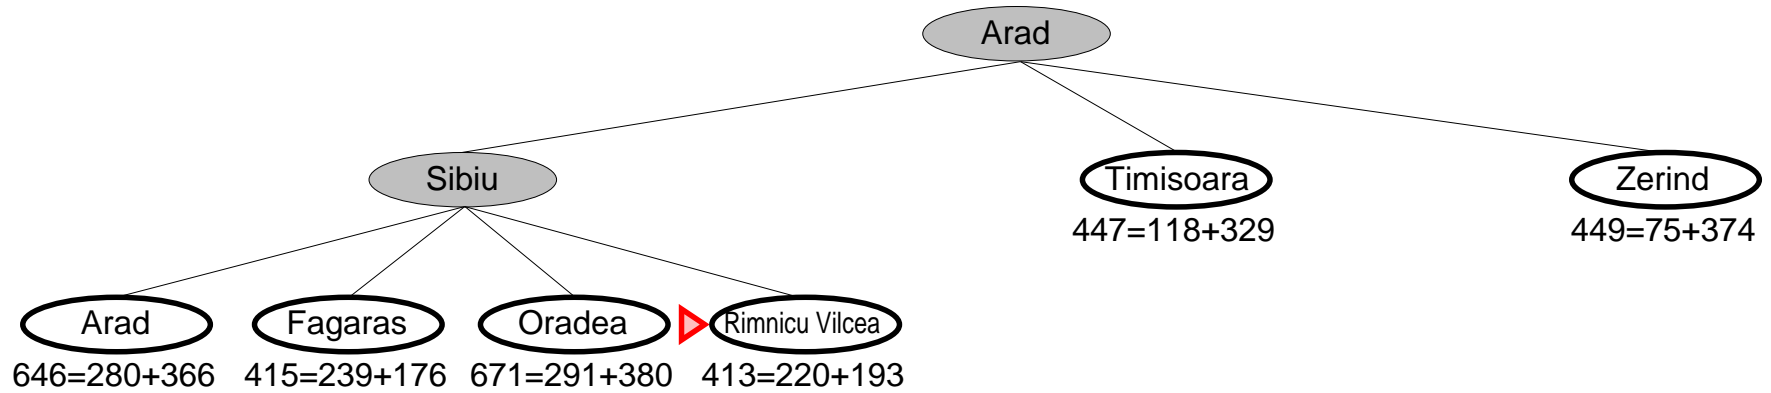 Arad
Sibiu Timisoara Zerind
447=118+329 449=75+374
Arad Fagaras Oradea Rimnicu Vilcea
646=280+366 415=239+176 671=291+380 413=220+193